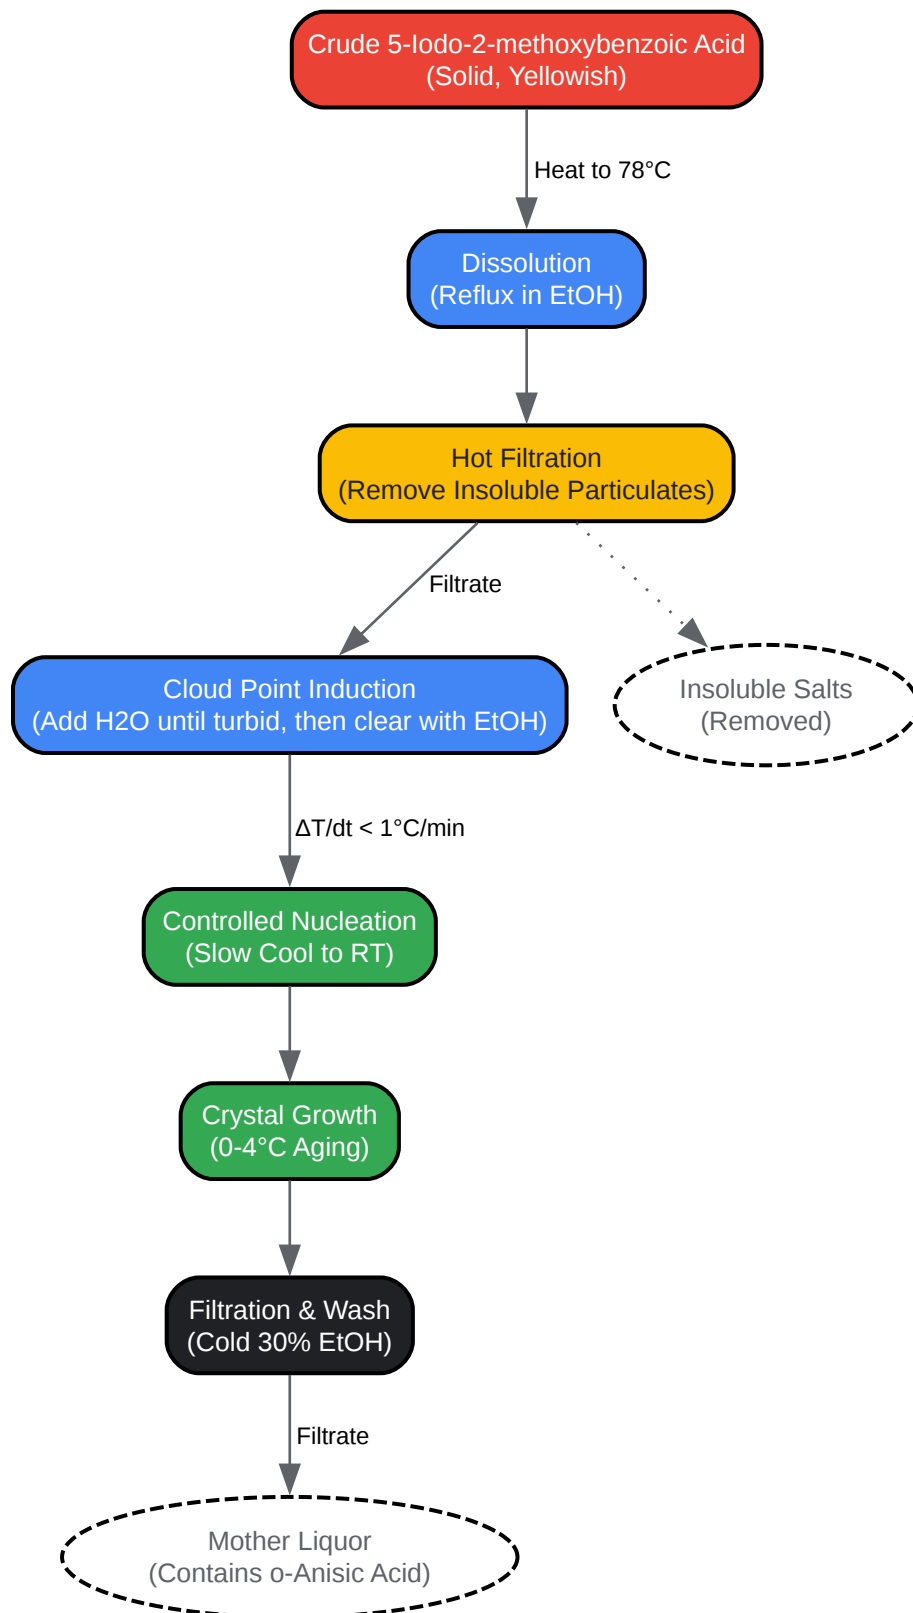 Crude 5-Iodo-2-methoxybenzoic Acid
(Solid, Yellowish)
Heat to 78°C
Dissolution
(Reflux in EtOH)
Hot Filtration
(Remove Insoluble Particulates)
Filtrate
Cloud Point Induction
(Add H2O until turbid, then clear with EtOH)
Insoluble Salts
(Removed)
ΔT/dt < 1°C/min
Controlled Nucleation
(Slow Cool to RT)
Crystal Growth
(0-4°C Aging)
Filtration & Wash
(Cold 30% EtOH)
Filtrate
Mother Liquor
(Contains o-Anisic Acid)